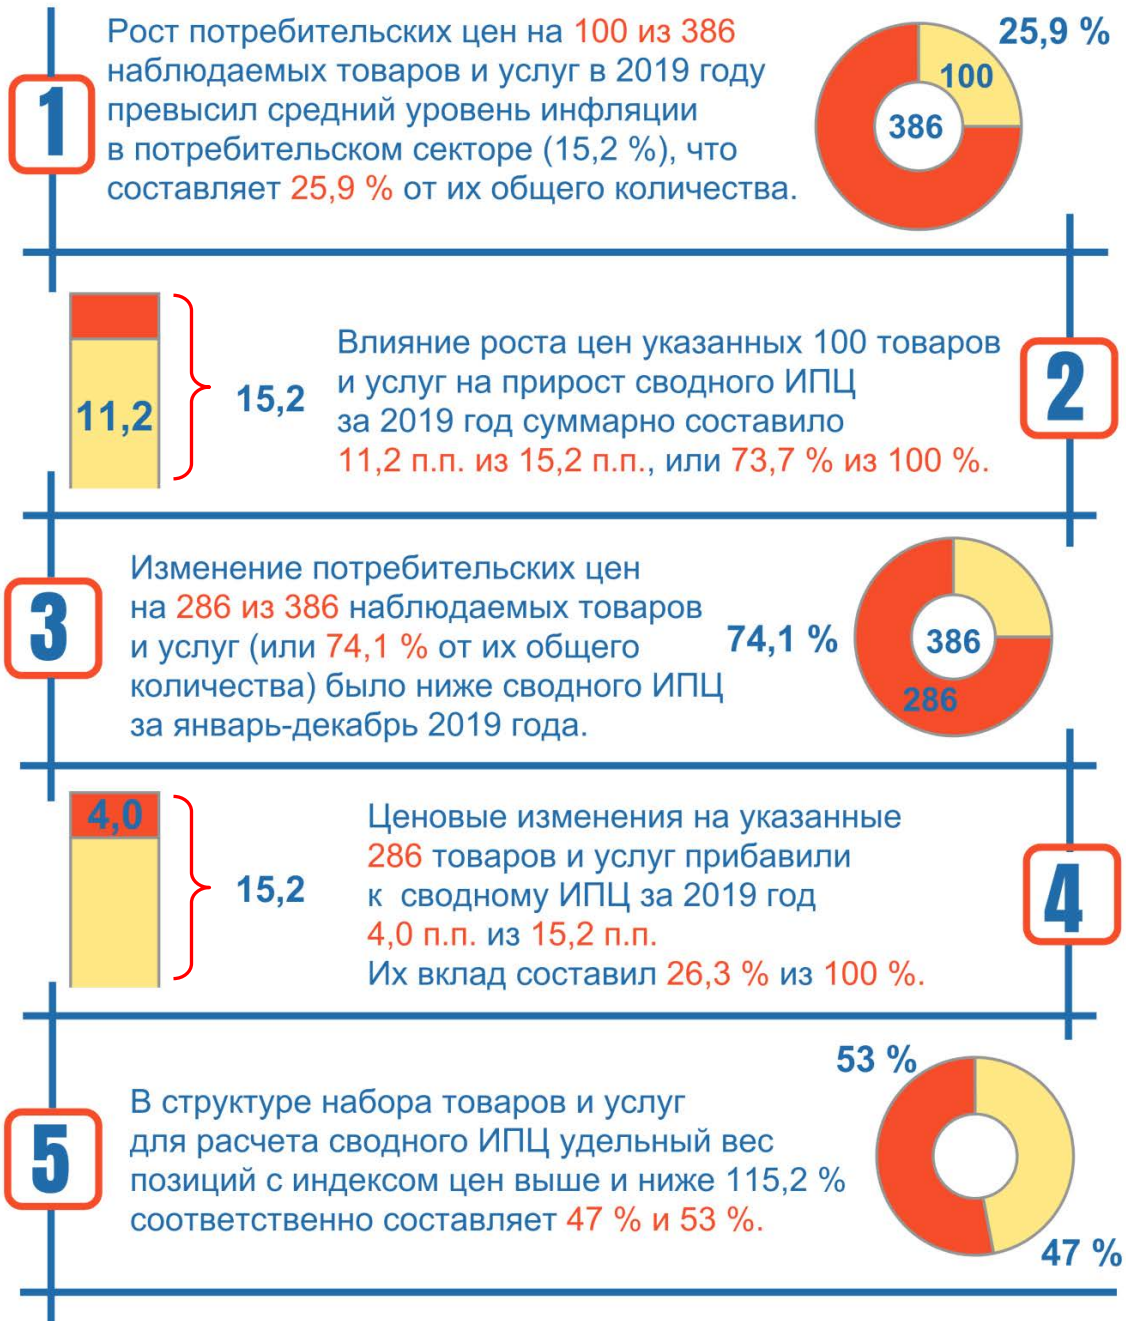 1
Рост потребительских цен на 100 из 386
наблюдаемых товаров и услуг в 2019 году
превысил средний уровень инфляции
в потребительском секторе (15,2 %), что
составляет 25,9 % от их общего количества.
25,9 %
100
386
11,2
15,2
Влияние роста цен указанных 100 товаров
и услуг на прирост сводного ИПЦ
за 2019 год суммарно составило
11,2 п.п. из 15,2 п.п., или 73,7 % из 100 %.
2
3
Изменение потребительских цен
на 286 из 386 наблюдаемых товаров
и услуг (или 74,1 % от их общего
количества) было ниже сводного ИПЦ
за январь-декабрь 2019 года.
74,1 %
386
286
4,0
15,2
Ценовые изменения на указанные
286 товаров и услуг прибавили
к сводному ИПЦ за 2019 год
4,0 п.п. из 15,2 п.п.
Их вклад составил 26,3 % из 100 %.
4
5
В структуре набора товаров и услуг
для расчета сводного ИПЦ удельный вес
позиций с индексом цен выше и ниже 115,2 %
соответственно составляет 47 % и 53 %.
53 %
47 %